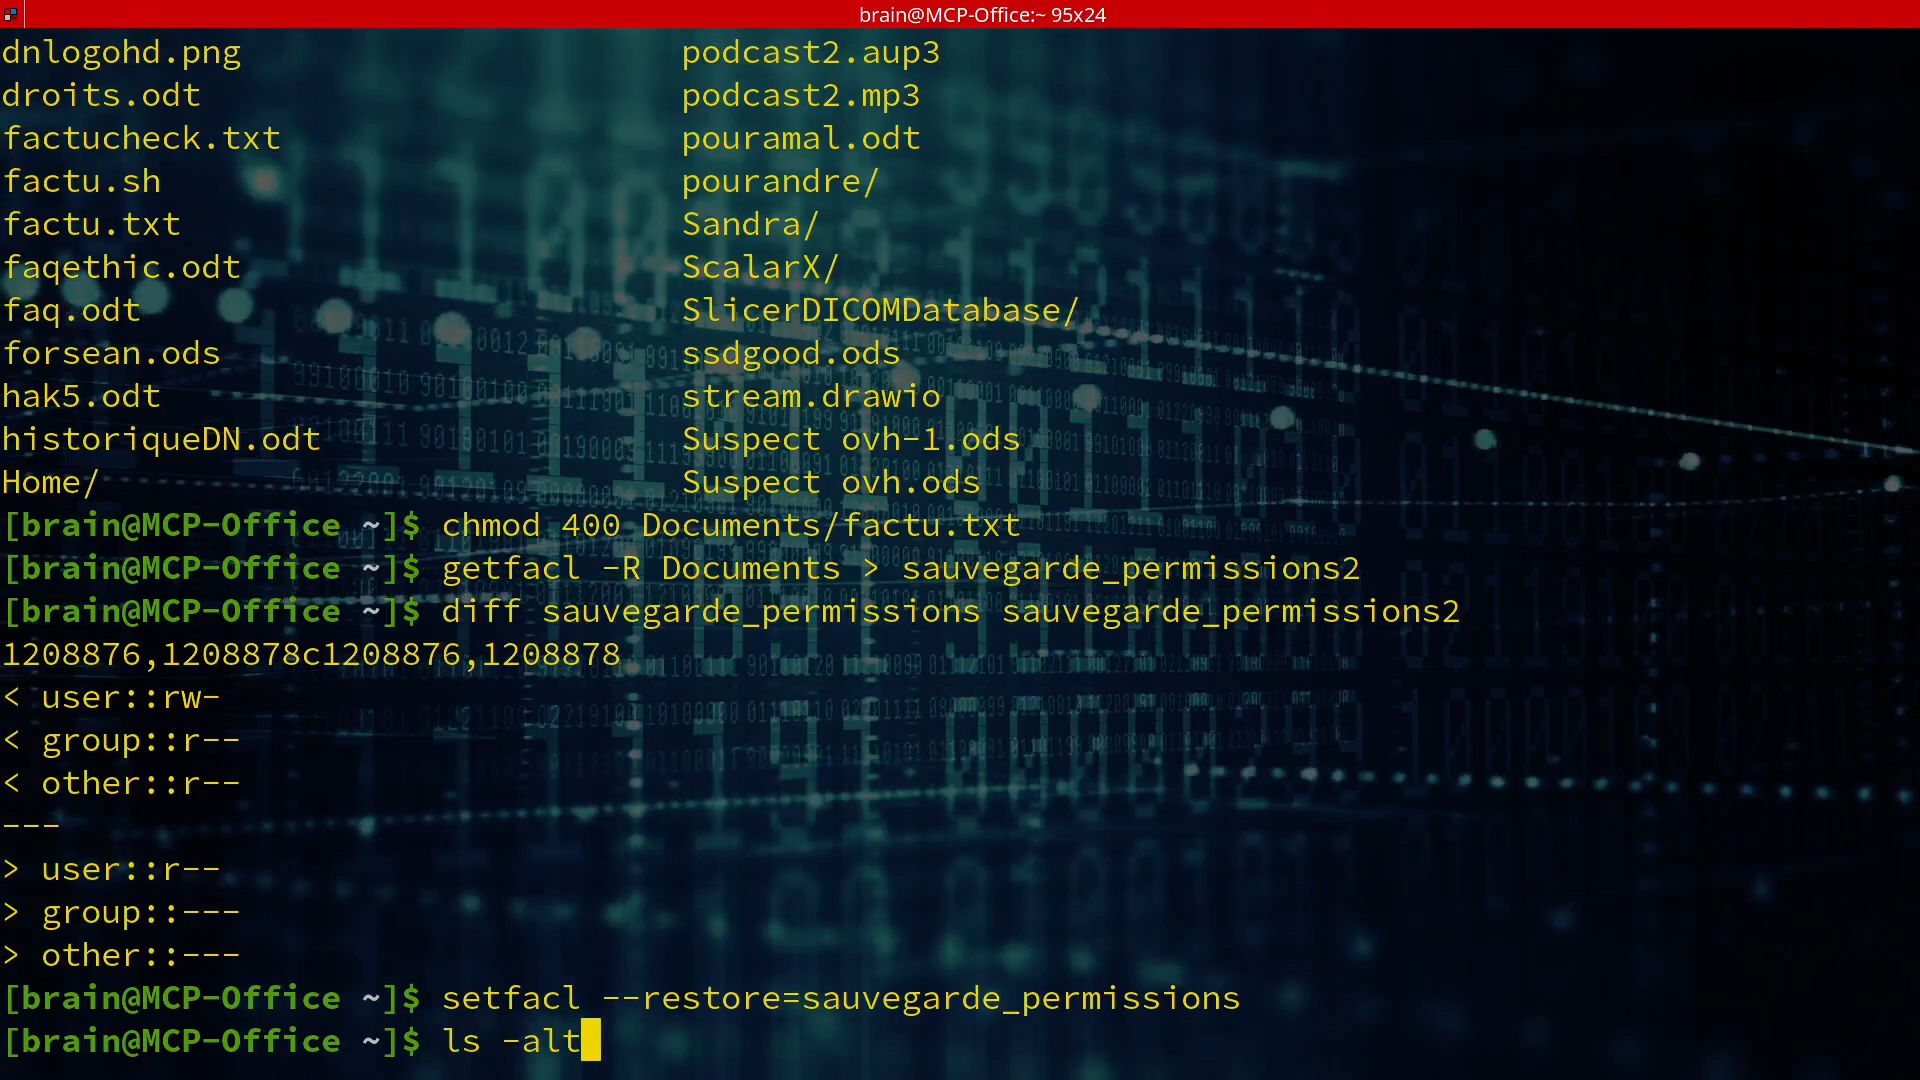 brain@MCP-Office:~ 95x24
dnlogohd.png podcast2.aup3
droits.odt podcast2.mp3
factucheck.txt pouramal.odt
factu.sh pourandre/
factu.txt Sandra/
faqethic.odt ScalarX/
faq.odt SlicerDICOMDatabase/
forsean.ods ssdgood.ods
hak5.odt stream.drawio
historiqueDN.odt Suspect ovh-1.ods
Home/ Suspect ovh.ods
[brain@MCP-Office ~]$ chmod 400 Documents/factu.txt
[brain@MCP-Office ~]$ getfacl -R Documents > sauvegarde_permissions2
[brain@MCP-Office ~]$ diff sauvegarde_permissions sauvegarde_permissions2
1208876,1208878c1208876,1208878
< user::rw-
< group::r--
< other::r--
---
> user::r--
> group::---
> other::---
[brain@MCP-Office ~]$ setfacl --restore=sauvegarde_permissions
[brain@MCP-Office ~]$ ls -alt